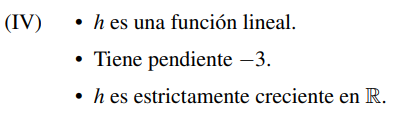 (IV) • h es una función lineal.
• Tiene pendiente −3.
• h es estrictamente creciente en ℝ.